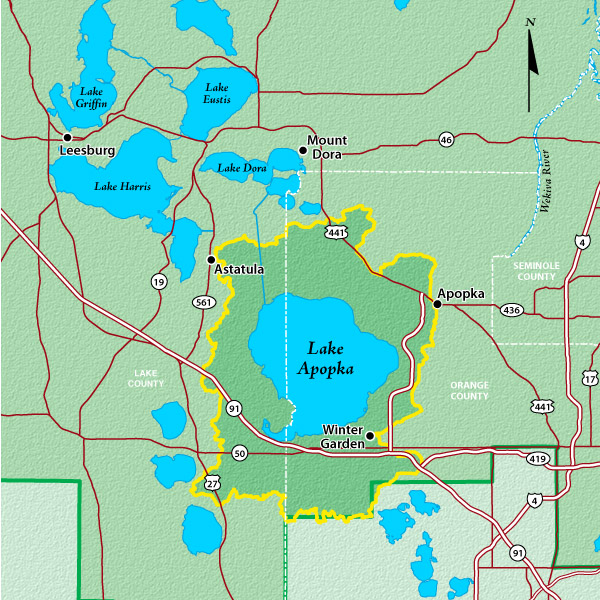 N
Lake
Griffin
Lake
Eustis
Leesburg
Mount
Dora
46
Lake Dora
Lake Harris
Wekiva River
441
4
Astatula
SEMINOLE
COUNTY
19
561
Apopka
436
Lake
Apopka
LAKE
COUNTY
ORANGE
COUNTY
17
91
441
Winter
Garden
50
419
27
4
91